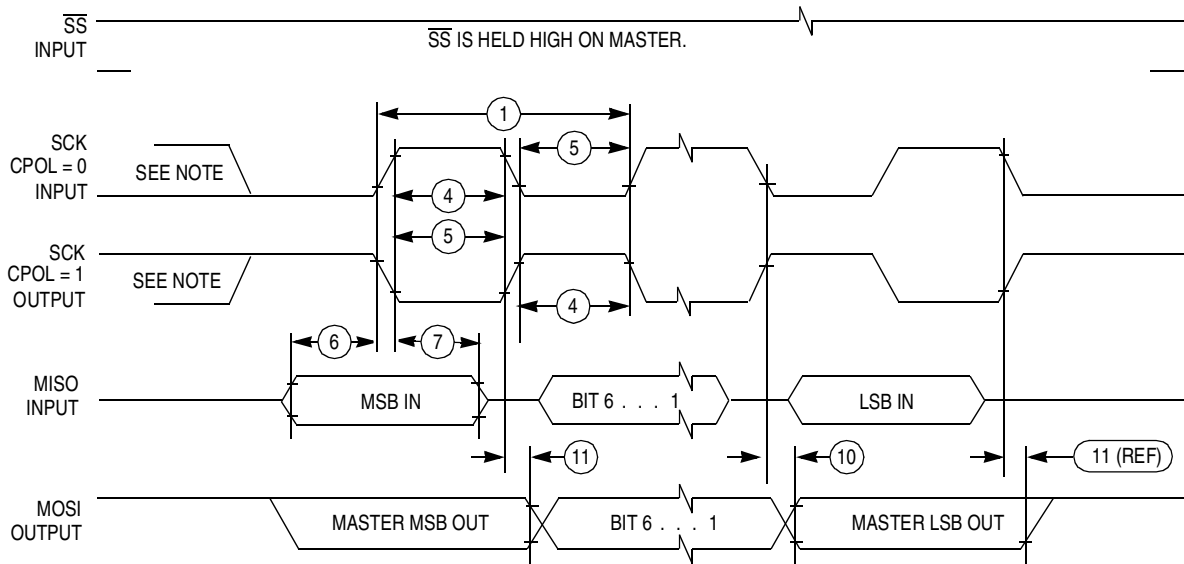 SS
INPUT
SS IS HELD HIGH ON MASTER.
1
SCK
CPOL = 0
INPUT
SEE NOTE
5
4
5
SCK
CPOL = 1
OUTPUT
SEE NOTE
4
6
7
MISO
INPUT
MSB IN
BIT 6 . . . 1
LSB IN
11
10
11 (REF)
MOSI
OUTPUT
MASTER MSB OUT
BIT 6 . . . 1
MASTER LSB OUT